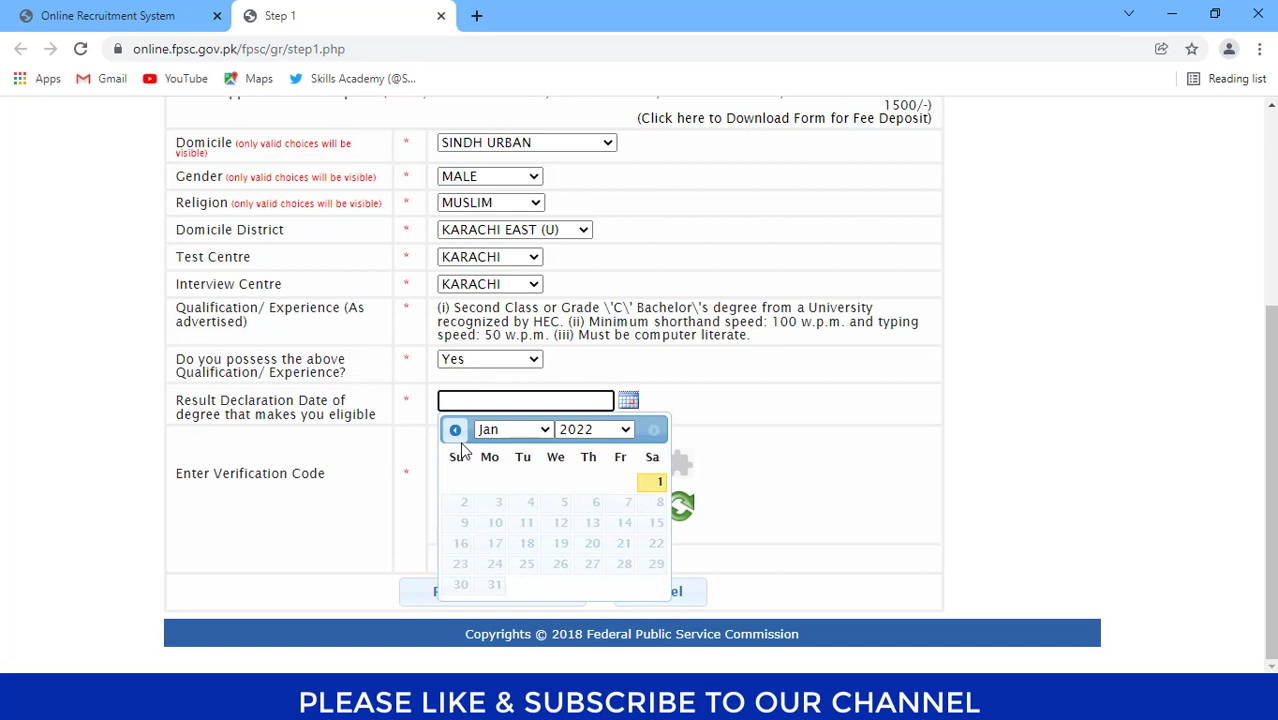 Online Recruitment System
Step 1
online.fpsc.gov.pk/fpsc/gr/step1.php
Apps
Gmail
YouTube
Maps
Skills Academy (@S...
Reading list
1500/-)
(Click here to Download Form for Fee Deposit)
Domicile (only valid choices will be visible)
*
SINDH URBAN
Gender (only valid choices will be visible)
*
MALE
Religion (only valid choices will be visible)
*
MUSLIM
Domicile District
*
KARACHI EAST (U)
Test Centre
*
KARACHI
Interview Centre
*
KARACHI
Qualification/ Experience (As
advertised)
*
(i) Second Class or Grade \'C\' Bachelor\'s degree from a University
recognized by HEC. (ii) Minimum shorthand speed: 100 w.p.m. and typing
speed: 50 w.p.m. (iii) Must be computer literate.
Do you possess the above
Qualification/ Experience?
*
Yes
Result Declaration Date of
degree that makes you eligible
*
Jan 2022
Su Mo Tu We Th Fr Sa
1
2 3 4 5 6 7 8
9 10 11 12 13 14 15
16 17 18 19 20 21 22
23 24 25 26 27 28 29
30 31
Enter Verification Code
*
Copyrights © 2018 Federal Public Service Commission
PLEASE LIKE & SUBSCRIBE TO OUR CHANNEL